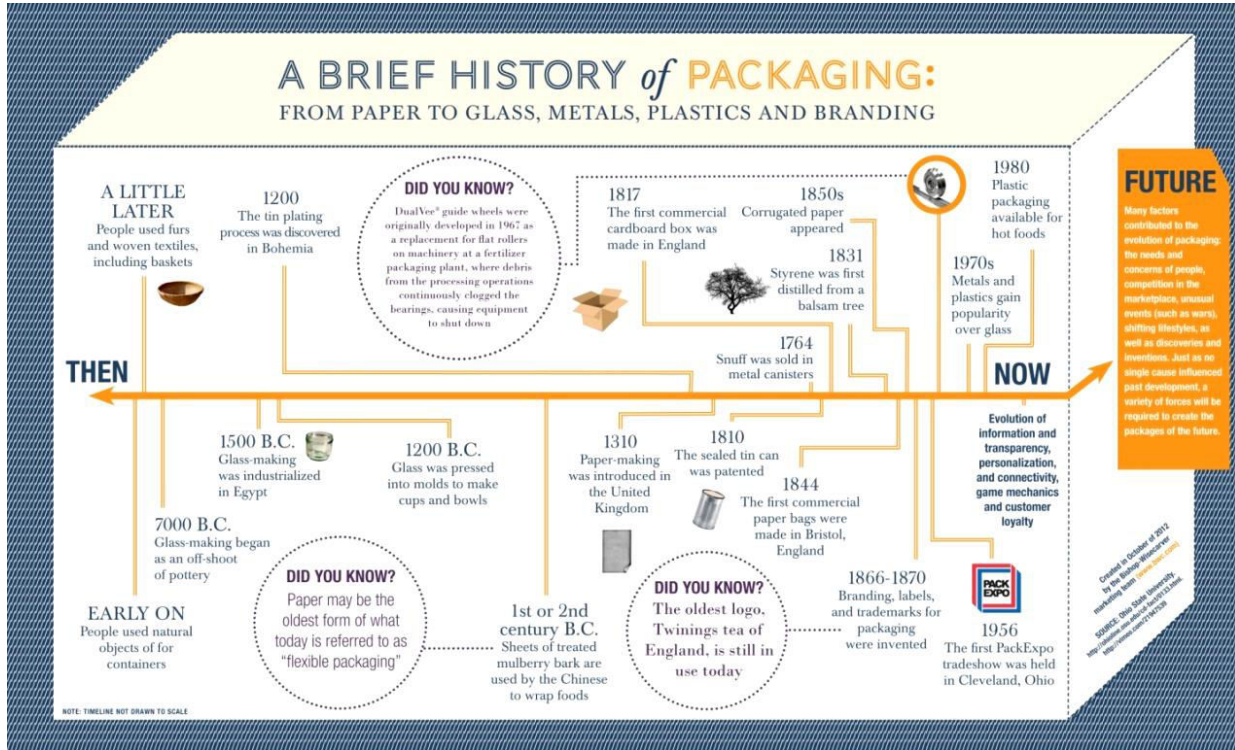 A BRIEF HISTORY of PACKAGING:
FROM PAPER TO GLASS, METALS, PLASTICS AND BRANDING
A LITTLE
LATER
People used furs
and woven textiles,
including baskets
1200
The tin plating
process was discovered
in Bohemia
DID YOU KNOW?
DualVee® guide wheels were
originally developed in 1967 as
a replacement for flat rollers
on machinery at a fertilizer
packaging plant, where debris
from the processing operations
continuously clogged the
bearings, causing equipment
to shut down
1817
The first commercial
cardboard box was
made in England
1850s
Corrugated paper
appeared
1831
Styrene was first
distilled from a
balsam tree
1764
Snuff was sold in
metal canisters
1980
Plastic
packaging
available for
hot foods
1970s
Metals and
plastics gain
popularity
over glass
THEN
NOW
Evolution of
information and
transparency,
personalization,
and connectivity,
game mechanics
and customer
loyalty
FUTURE
Many factors
contributed to the
evolution of packaging:
the needs and
concerns of people,
competition in the
marketplace, unusual
events (such as wars),
shifting lifestyles, as
well as discoveries and
inventions. Just as no
single cause influenced
past development, a
variety of forces will be
required to create the
packages of the future.
1500 B.C.
Glass-making
was industrialized
in Egypt
1200 B.C.
Glass was pressed
into molds to make
cups and bowls
1310
Paper-making
was introduced in
the United
Kingdom
1810
The sealed tin can
was patented
1844
The first commercial
paper bags were
made in Bristol,
England
7000 B.C.
Glass-making began
as an off-shoot
of pottery
EARLY ON
People used natural
objects of for
containers
DID YOU KNOW?
Paper may be the
oldest form of what
today is referred to as
"flexible packaging"
1st or 2nd
century B.C.
Sheets of treated
mulberry bark are
used by the Chinese
to wrap foods
DID YOU KNOW?
The oldest logo,
Twinings tea of
England, is still in
use today
1866-1870
Branding, labels,
and trademarks for
packaging
were invented
PACK
EXPO
1956
The first PackExpo
tradeshow was held
in Cleveland, Ohio
Created in October of 2012
by the Bishop-Wisecarver
marketing team (www.bwc.com)
SOURCE: Ohio State University,
NOTE: TIMELINE NOT DRAWN TO SCALE